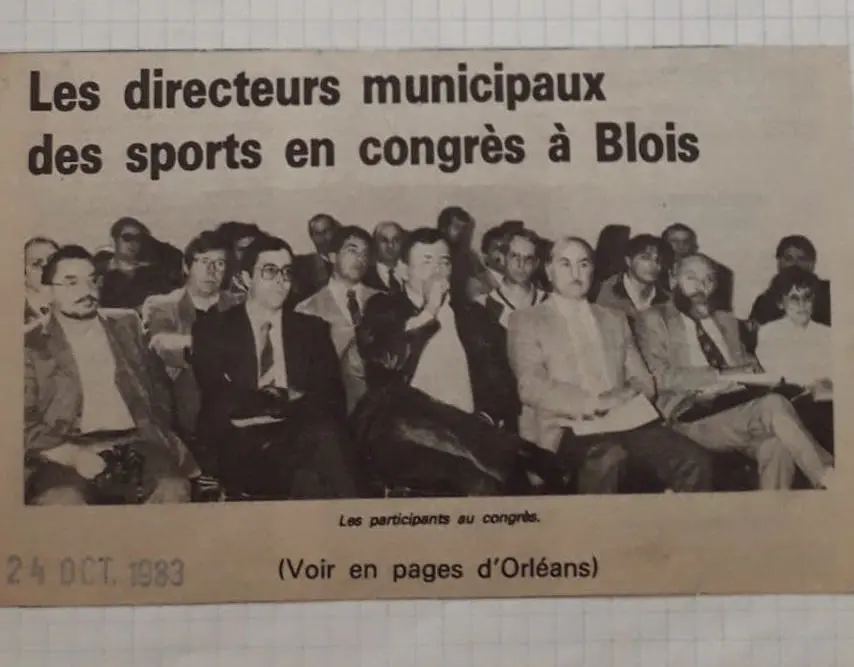 Les directeurs municipaux
des sports en congrès à Blois
Les participants au congrès.
24 OCT. 1983
(Voir en pages d'Orléans)